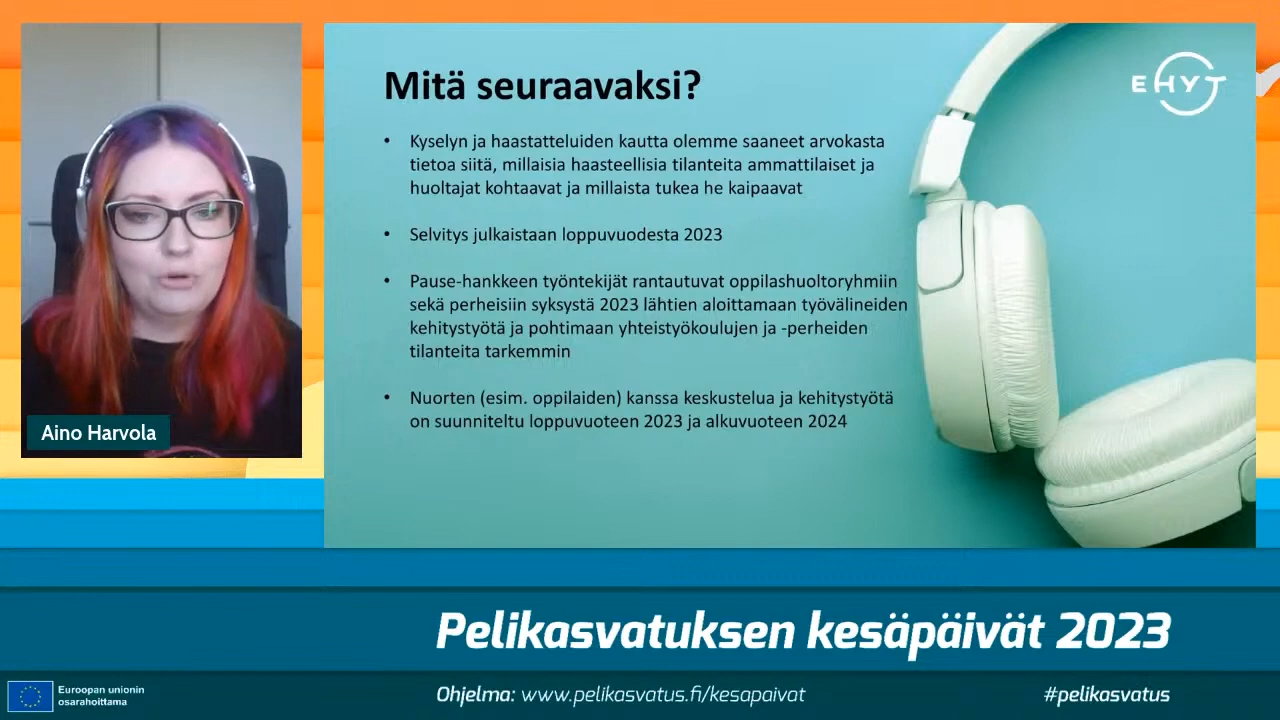 Mitä seuraavaksi?
EHYT
• Kyselyn ja haastatteluiden kautta olemme saaneet arvokasta
tietoa siitä, millaisia haasteellisia tilanteita ammattilaiset ja
huoltajat kohtaavat ja millaista tukea he kaipaavat
• Selvitys julkaistaan loppuvuodesta 2023
• Pause-hankkeen työntekijät rantautuvat oppilashuoltoryhmiin
sekä perheisiin syksystä 2023 lähtien aloittamaan työvälineiden
kehitystyötä ja pohtimaan yhteistyökoulujen ja -perheiden
tilanteita tarkemmin
• Nuorten (esim. oppilaiden) kanssa keskustelua ja kehitystyötä
on suunniteltu loppuvuoteen 2023 ja alkuvuoteen 2024
Aino Harvola
Pelikasvatuksen kesäpäivät 2023
Euroopan unionin
osarahoittama
Ohjelma: www.pelikasvatus.fi/kesapaivat
#pelikasvatus